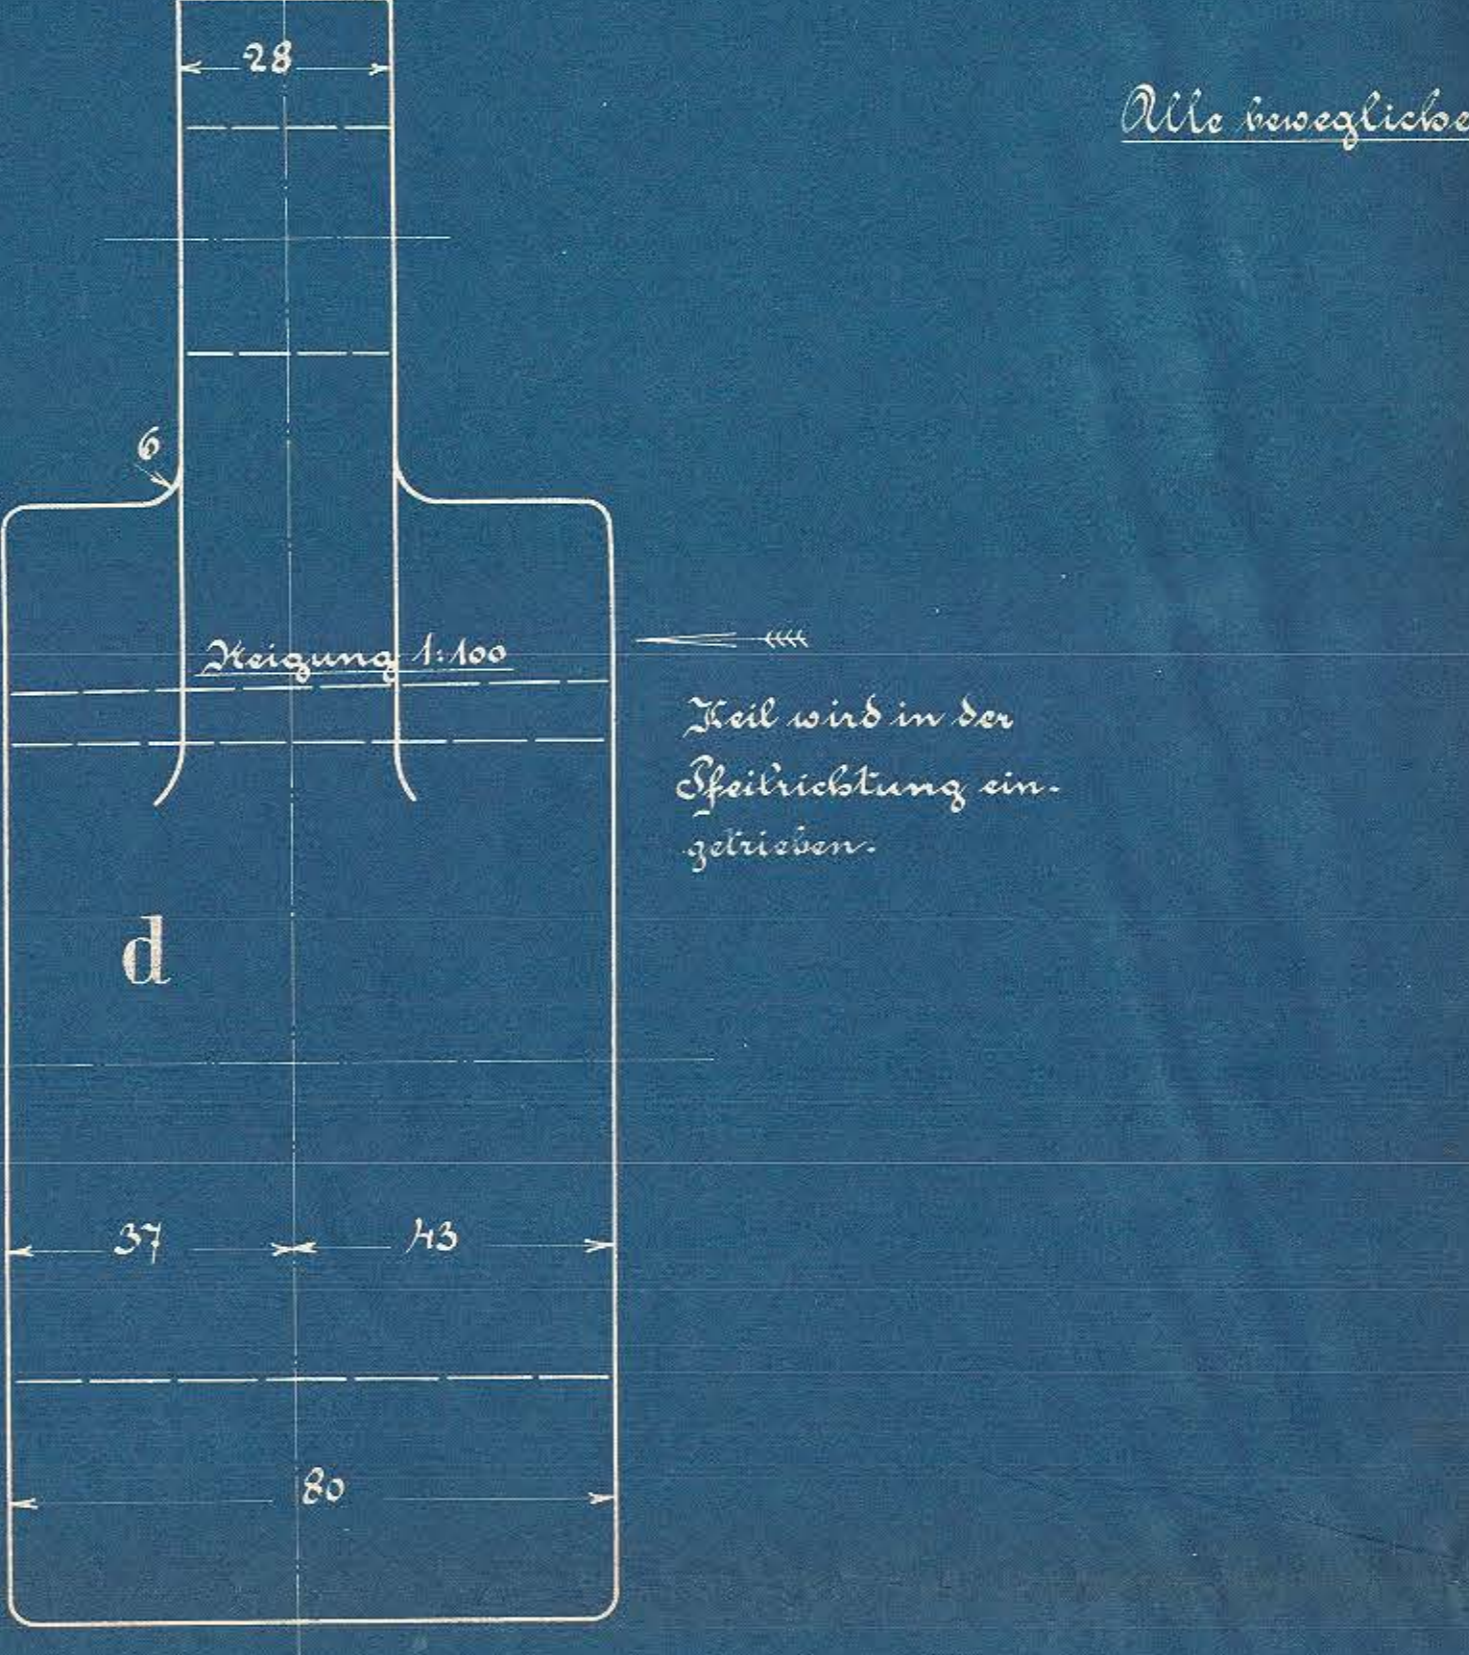 28
Alle bewegliche
6
Neigung 1:100
Keil wird in der
Pfeilrichtung ein-
getrieben.
d
37
43
80